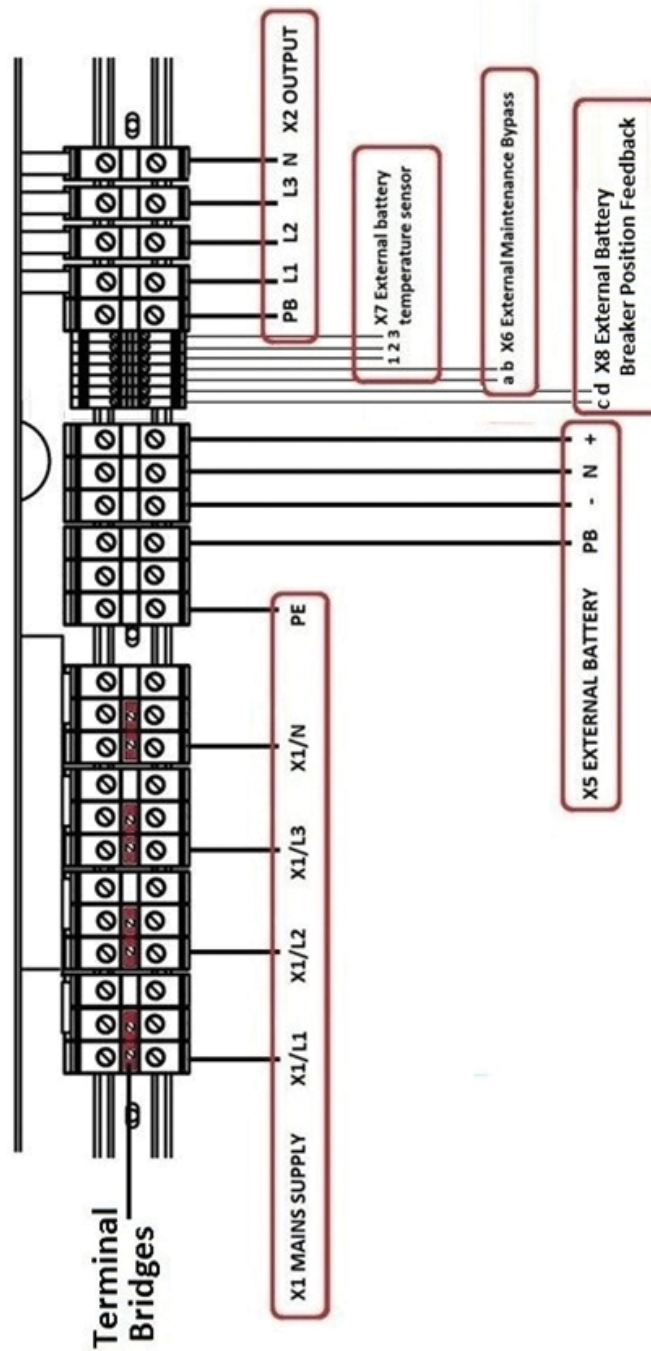 Terminal
Bridges
X1 MAINS SUPPLY X1/L1 X1/L2 X1/L3 X1/N PE
X5 EXTERNAL BATTERY PB - N +
PB L1 L2 L3 N X2 OUTPUT
1 2 3 X7 External battery
temperature sensor
a b X6 External Maintenance Bypass
c d X8 External Battery
Breaker Position Feedback